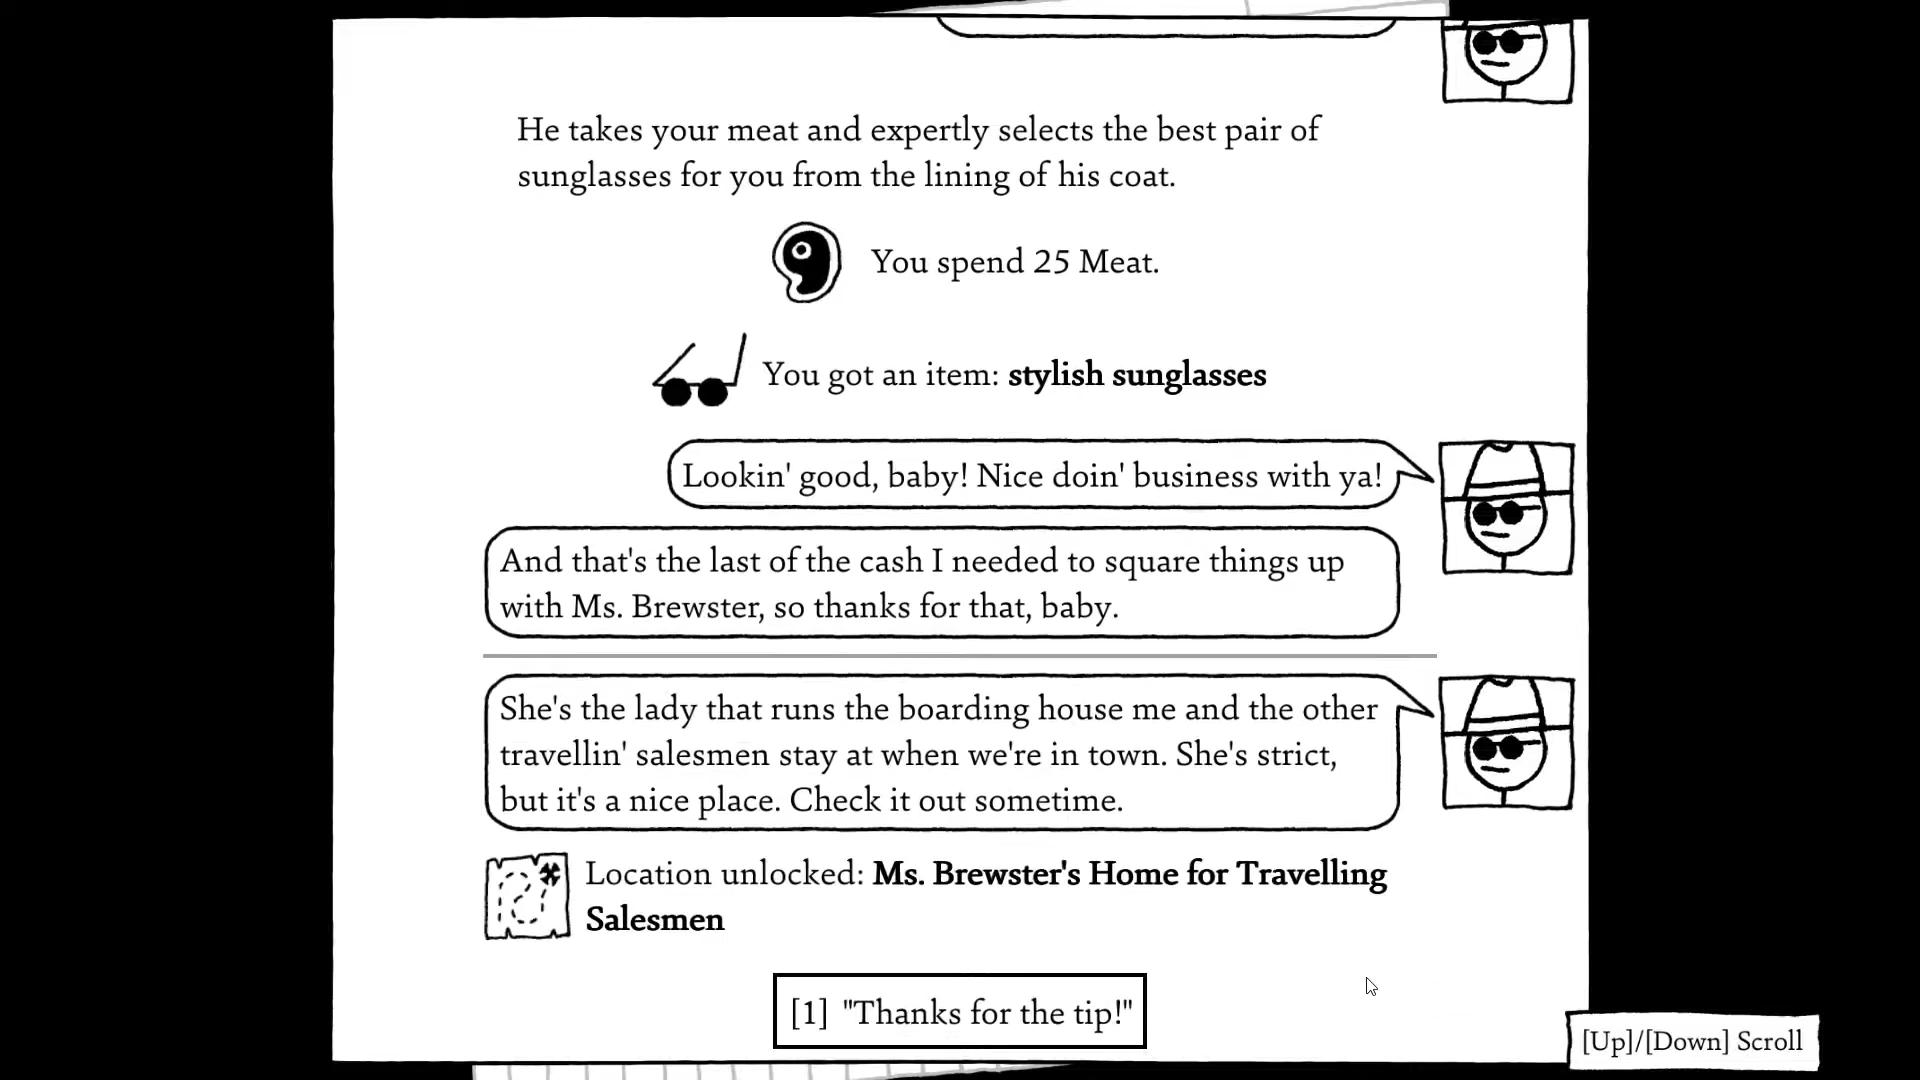 He takes your meat and expertly selects the best pair of
sunglasses for you from the lining of his coat.
You spend 25 Meat.
You got an item: stylish sunglasses
Lookin' good, baby! Nice doin' business with ya!
And that's the last of the cash I needed to square things up
with Ms. Brewster, so thanks for that, baby.
She's the lady that runs the boarding house me and the other
travellin' salesmen stay at when we're in town. She's strict,
but it's a nice place. Check it out sometime.
Location unlocked: Ms. Brewster's Home for Travelling
Salesmen
[1] "Thanks for the tip!"
[Up]/[Down] Scroll